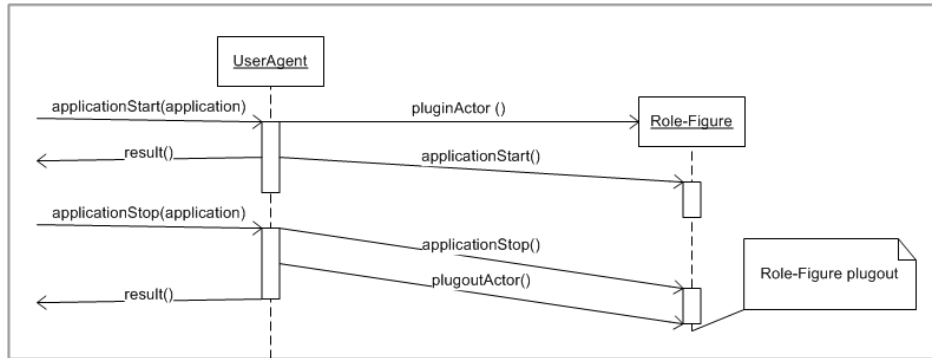 UserAgent
applicationStart(application)
pluginActor ()
Role-Figure
result()
applicationStart()
applicationStop(application)
applicationStop()
Role-Figure plugout
plugoutActor()
result()